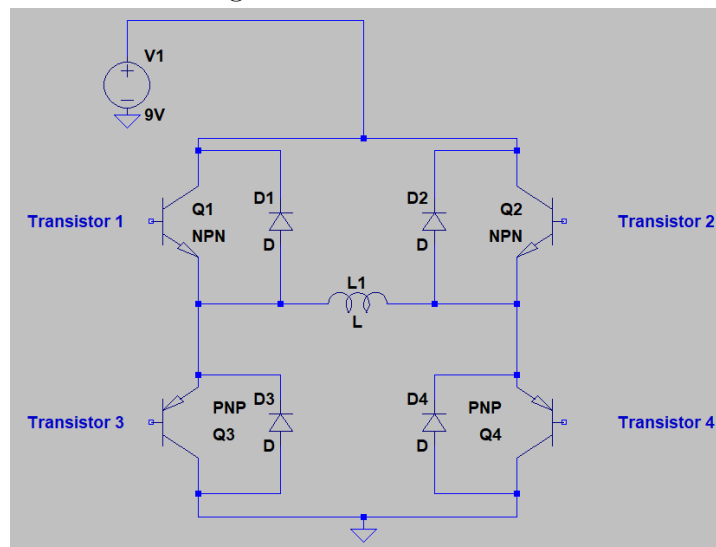 V1
9V
Transistor 1
Q1
NPN
D1
D
D2
D
Q2
NPN
Transistor 2
L1
L
Transistor 3
PNP
Q3
D3
D
D4
D
PNP
Q4
Transistor 4